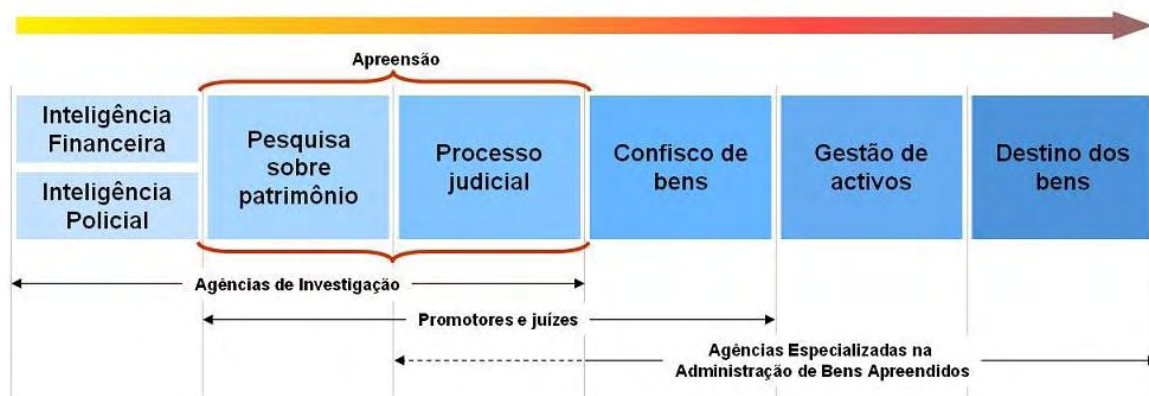 Apreensão
Inteligência
Financeira
Inteligência
Policial
Pesquisa
sobre
patrimônio
Processo
judicial
Confisco de
bens
Gestão de
activos
Destino dos
bens
Agências de Investigação
Promotores e juízes
Agências Especializadas na
Administração de Bens Apreendidos